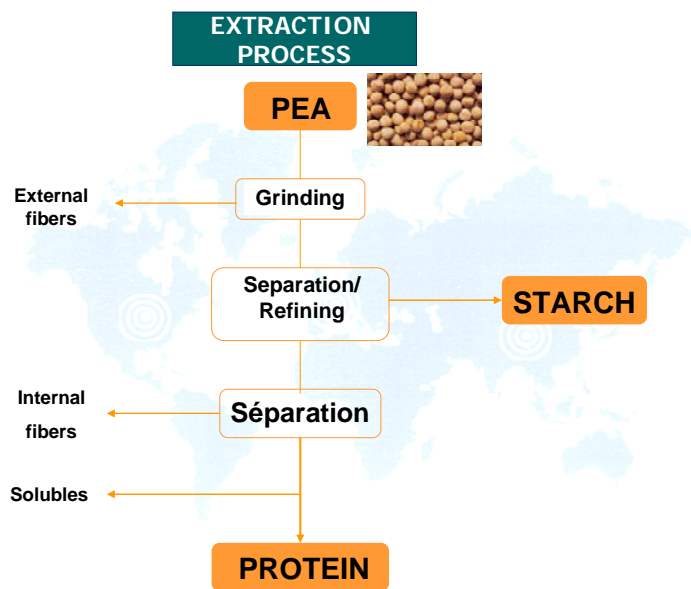 EXTRACTION
PROCESS
PEA
Grinding
External
fibers
Separation/
Refining
STARCH
Internal
fibers
Séparation
Solubles
PROTEIN